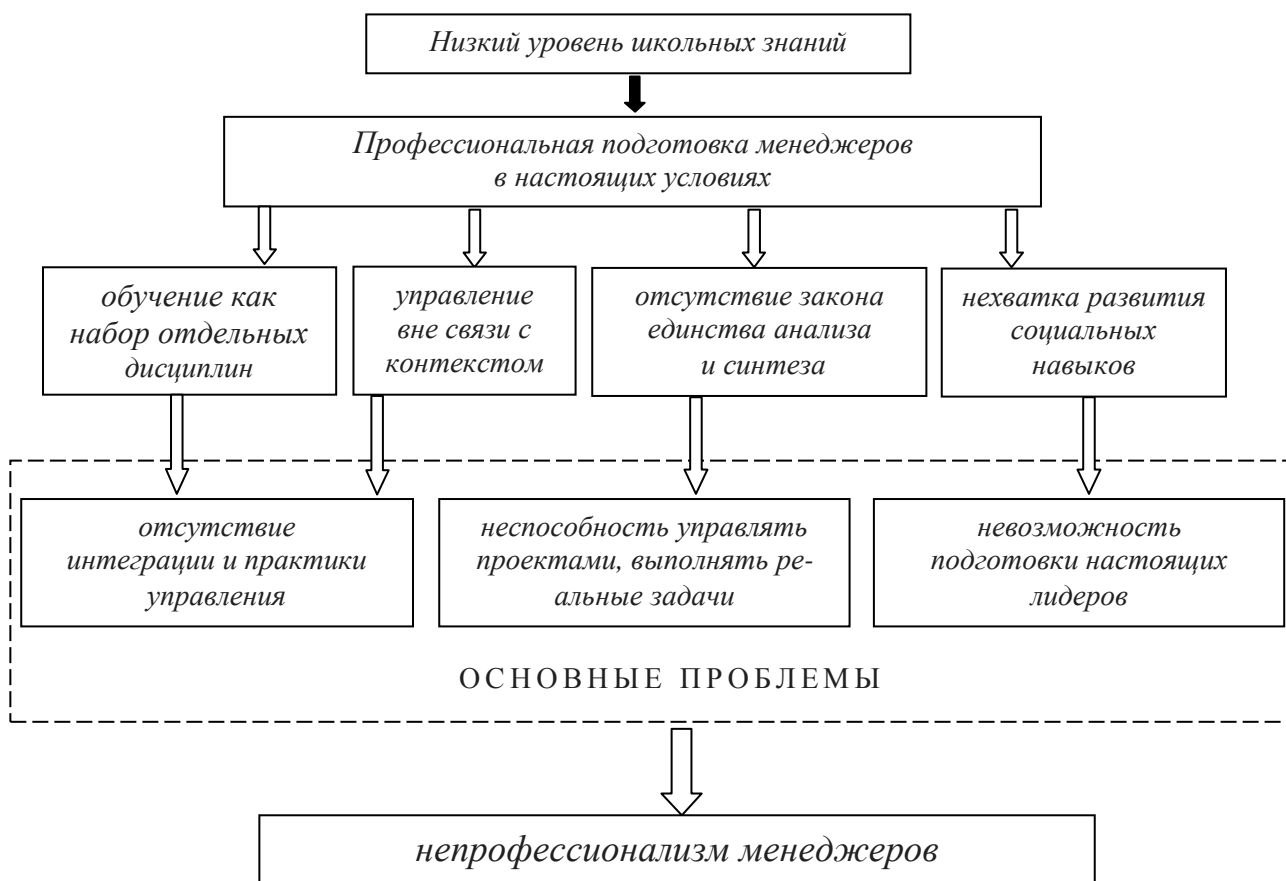 Низкий уровень школьных знаний
Профессиональная подготовка менеджеров
в настоящих условиях
обучение как
набор отдельных
дисциплин
управление
вне связи с
контекстом
отсутствие закона
единства анализа
и синтеза
нехватка развития
социальных
навыков
отсутствие
интеграции и практики
управления
неспособность управлять
проектами, выполнять ре-
альные задачи
невозможность
подготовки настоящих
лидеров
ОСНОВНЫЕ ПРОБЛЕМЫ
непрофессионализм менеджеров